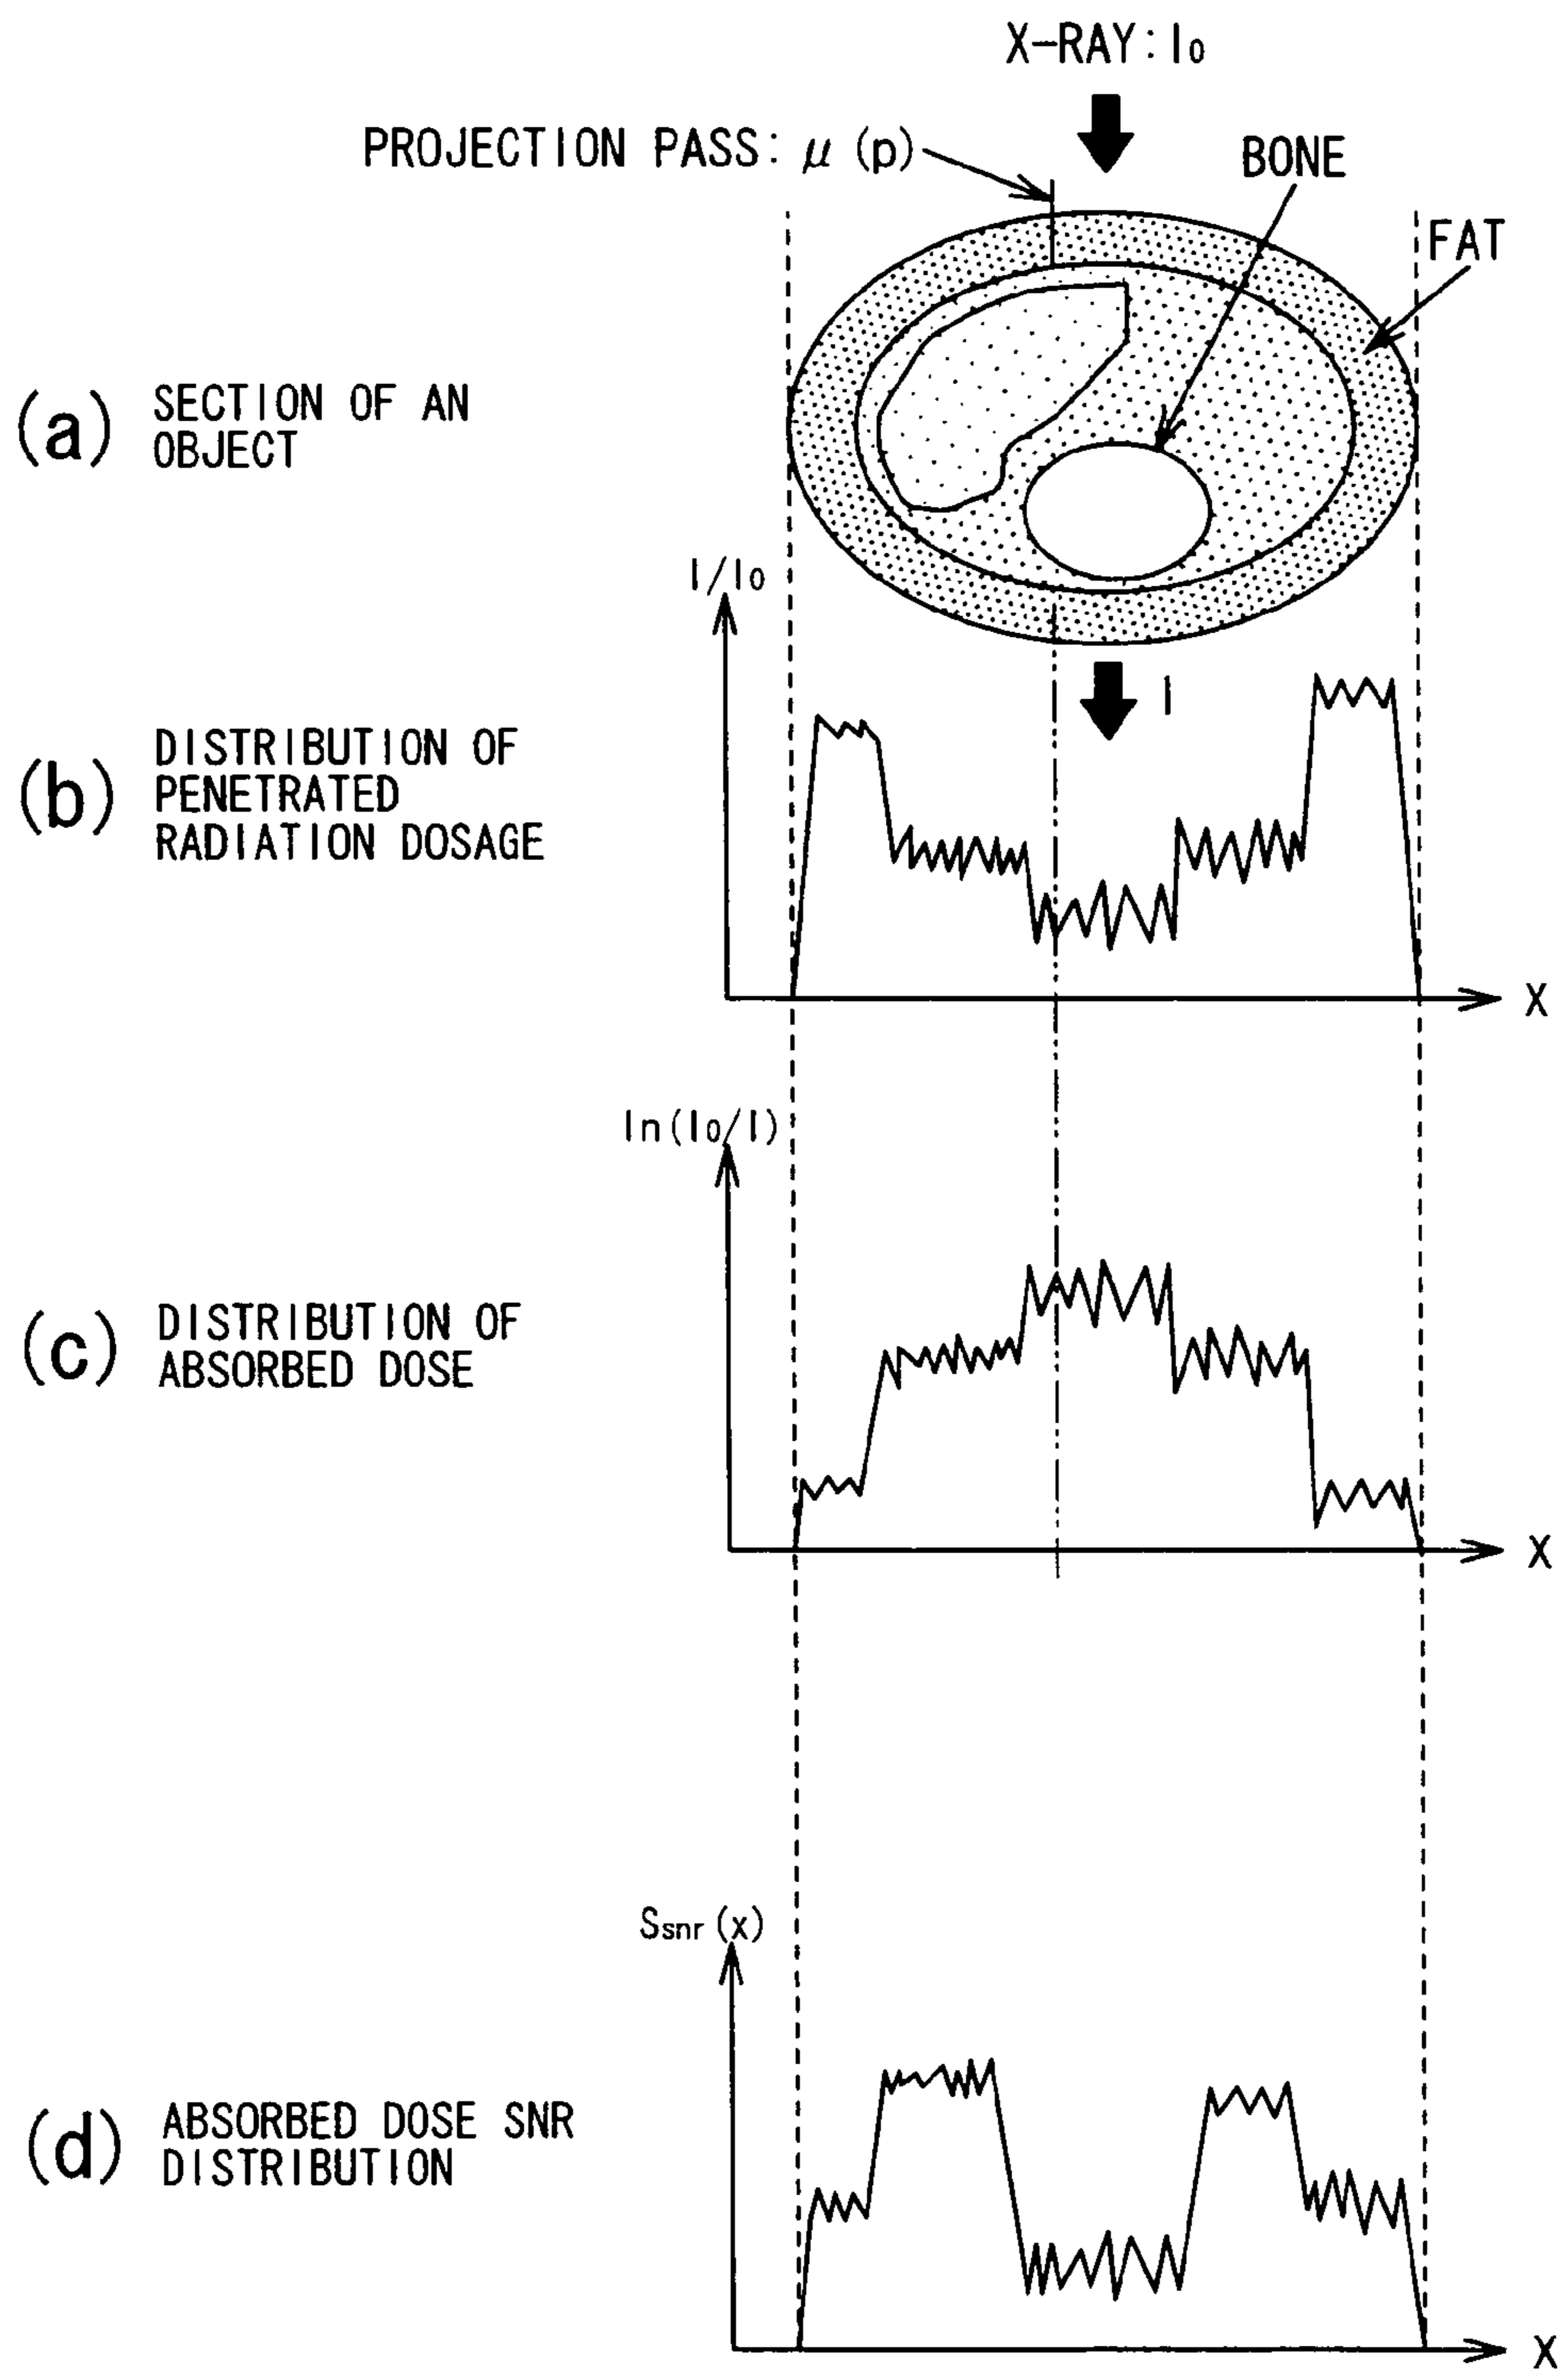 X-RAY: I0
PROJECTION PASS: μ (p)
BONE
FAT
(a) SECTION OF AN
OBJECT
I/I0
I
(b) DISTRIBUTION OF
PENETRATED
RADIATION DOSAGE
X
ln(I0/I)
(c) DISTRIBUTION OF
ABSORBED DOSE
X
Ssnr(x)
(d) ABSORBED DOSE SNR
DISTRIBUTION
X